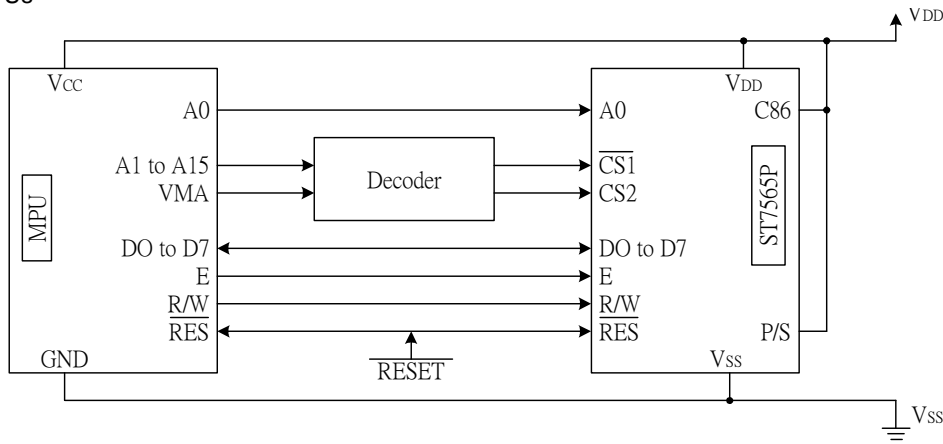 VDD
VCC
VDD
A0
A0
C86
A1 to A15
Decoder
CS1
VMA
CS2
MPU
ST7565P
DO to D7
DO to D7
E
E
R/W
R/W
RES
RES
P/S
RESET
GND
VSS
VSS